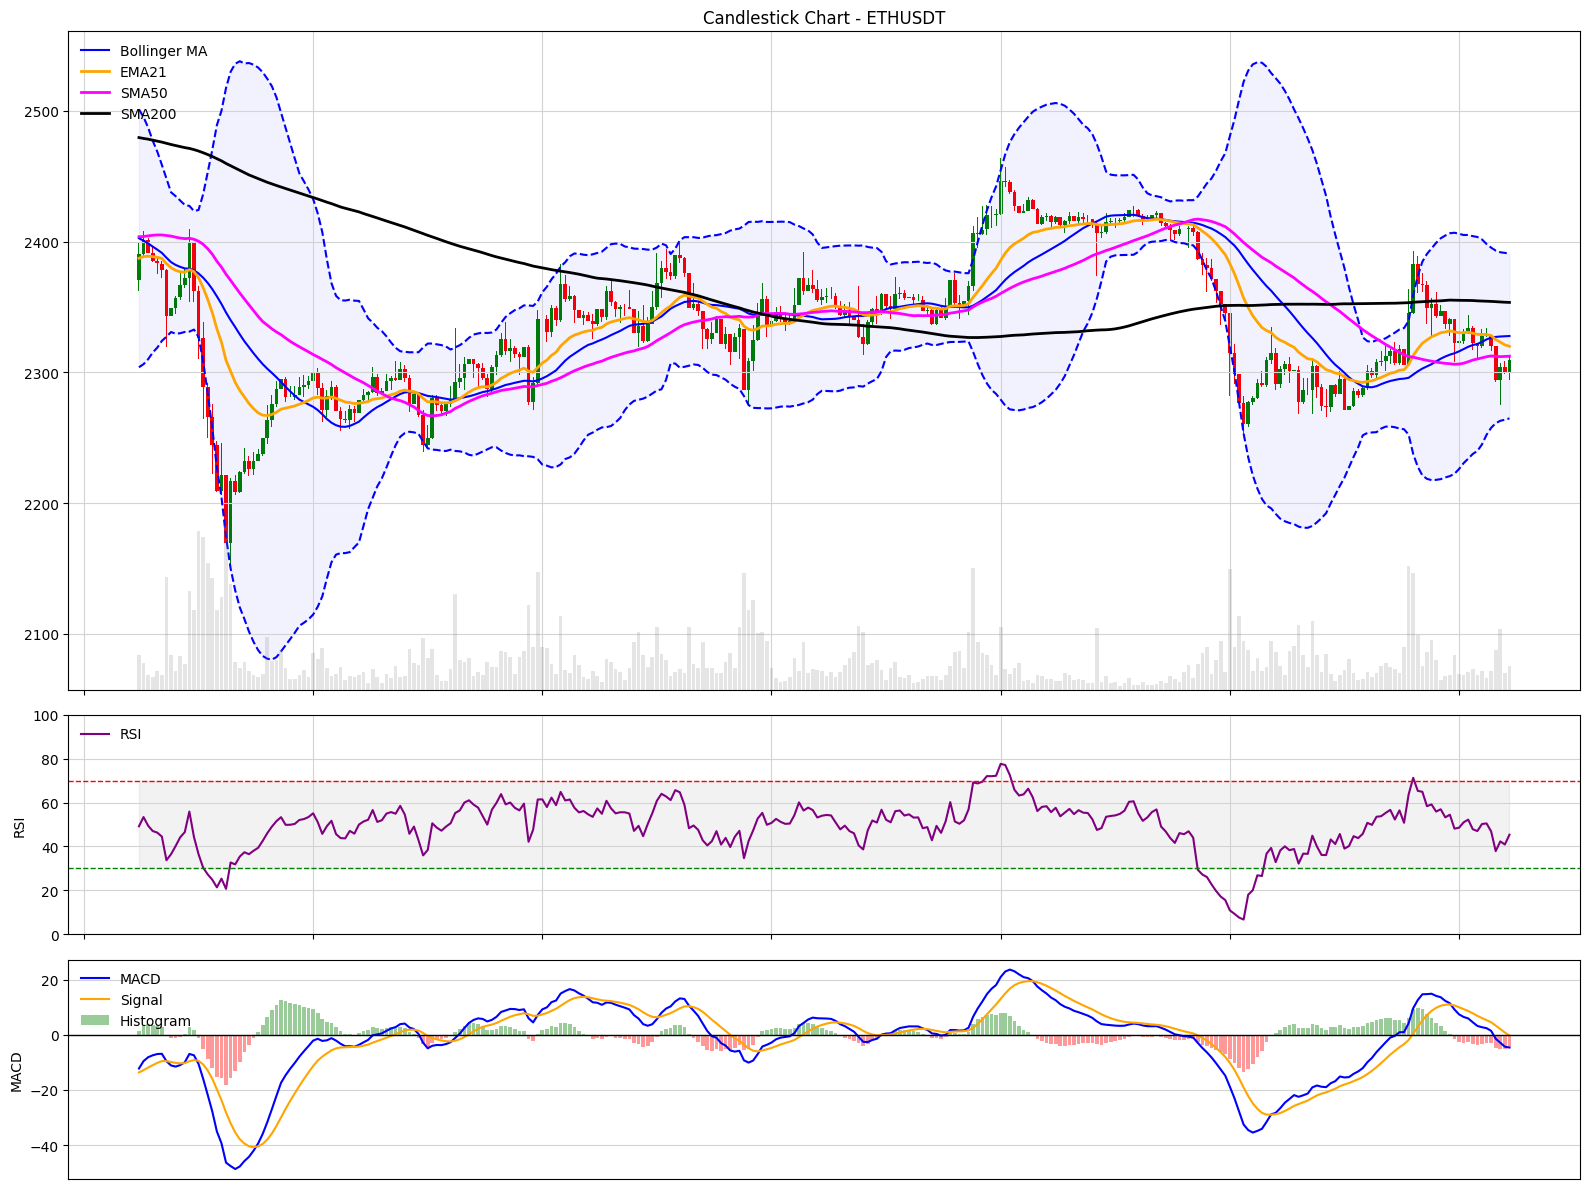 Candlestick Chart - ETHUSDT
Bollinger MA
EMA21
SMA50
SMA200
2500
2400
2300
2200
2100
RSI
100
80
60
40
20
0
RSI
MACD
Signal
Histogram
20
0
−20
−40
MACD